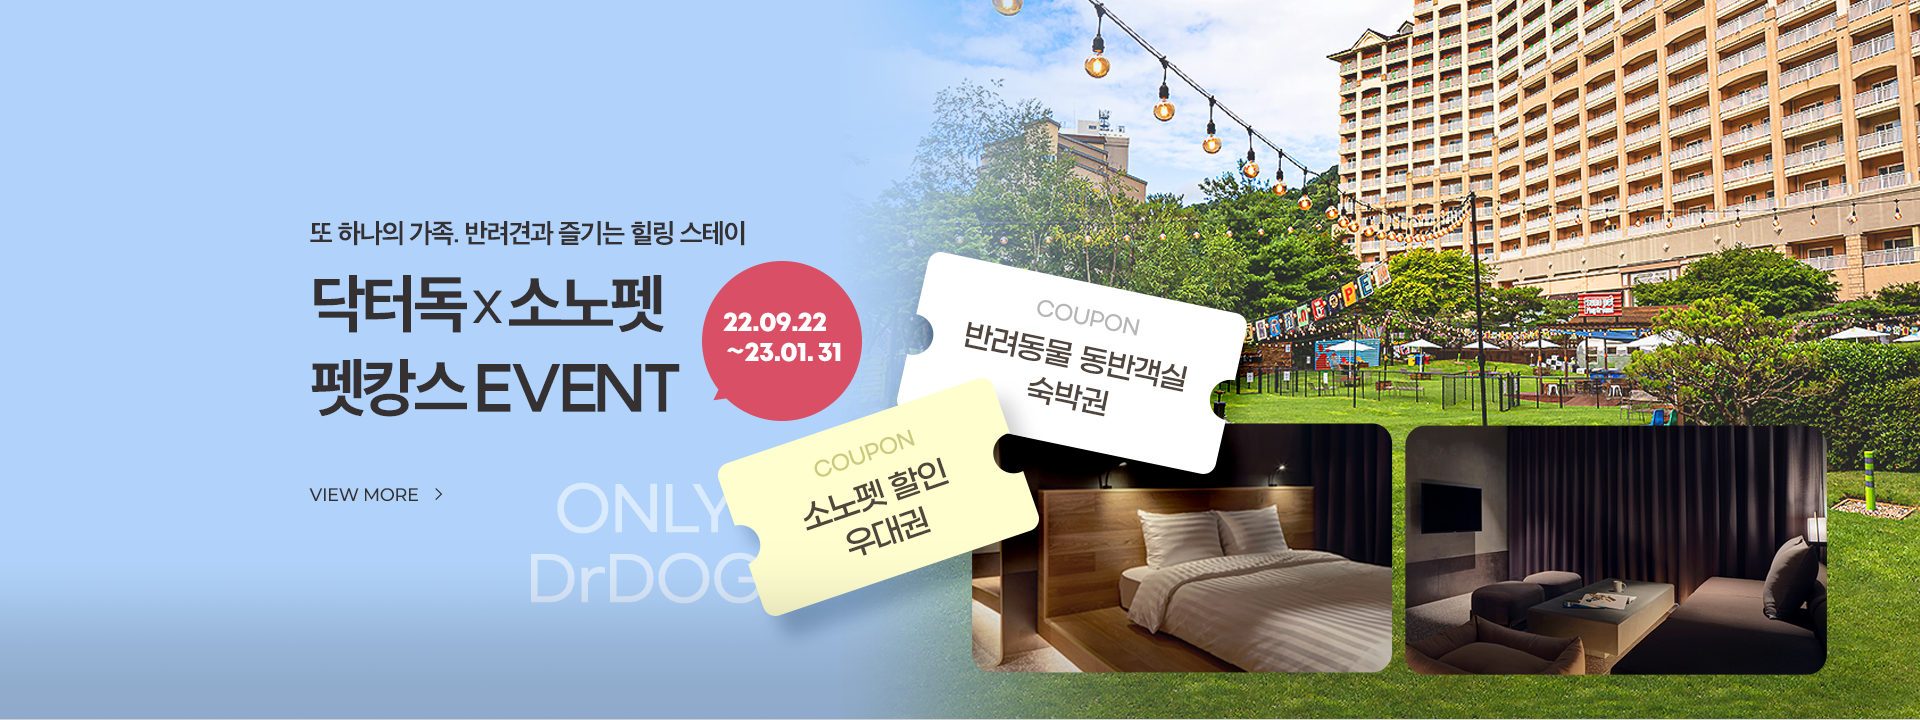 또 하나의 가족. 반려견과 즐기는 힐링 스테이
닥터독 x 소노펫
펫캉스 EVENT
22.09.22
~23.01.31
VIEW MORE >
ONLY
DrDOG
COUPON
반려동물 동반객실
숙박권
COUPON
소노펫 할인
우대권